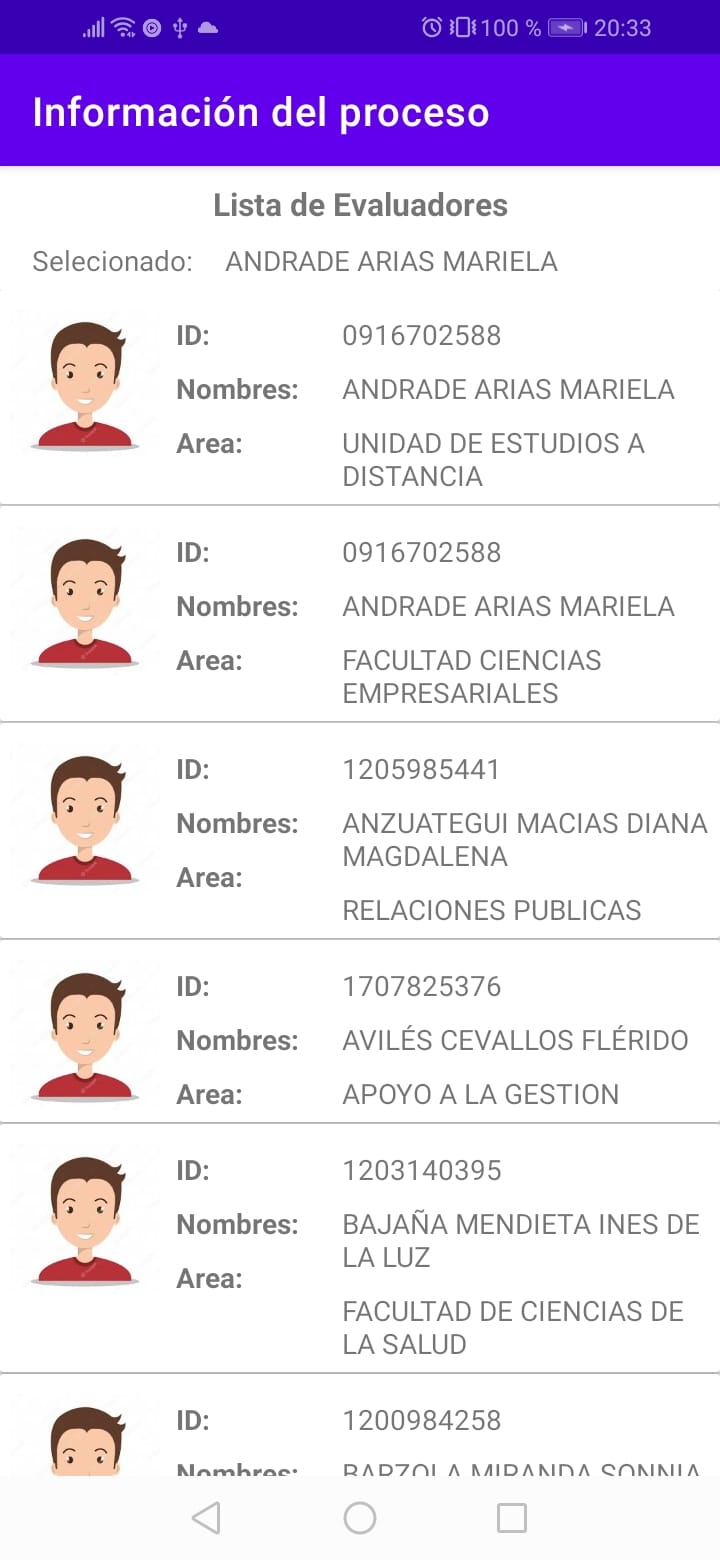 100 % 20:33
Información del proceso
Lista de Evaluadores
Selecionado: ANDRADE ARIAS MARIELA
ID: 0916702588
Nombres: ANDRADE ARIAS MARIELA
Area: UNIDAD DE ESTUDIOS A
DISTANCIA
ID: 0916702588
Nombres: ANDRADE ARIAS MARIELA
Area: FACULTAD CIENCIAS
EMPRESARIALES
ID: 1205985441
Nombres: ANZUATEGUI MACIAS DIANA
MAGDALENA
Area:
RELACIONES PUBLICAS
ID: 1707825376
Nombres: AVILÉS CEVALLOS FLÉRIDO
Area: APOYO A LA GESTION
ID: 1203140395
Nombres: BAJAÑA MENDIETA INES DE
LA LUZ
Area:
FACULTAD DE CIENCIAS DE
LA SALUD
ID: 1200984258
Nombres: BARZOLA MIRANDA SONNIA